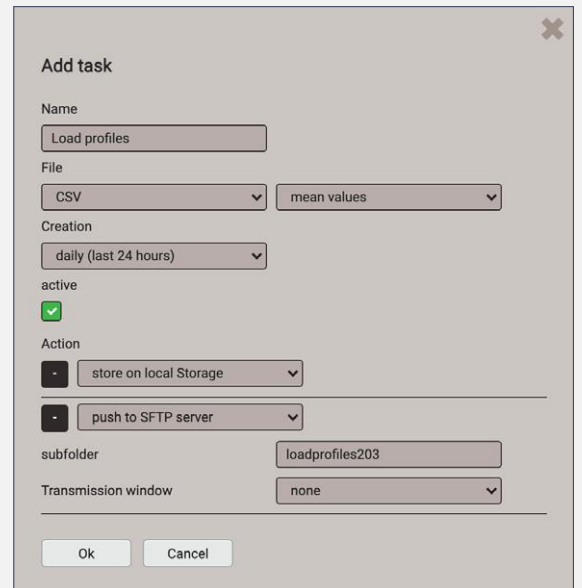 Add task
Name
Load profiles
File
CSV mean values
Creation
daily (last 24 hours)
active
Action
- store on local Storage
- push to SFTP server
subfolder loadprofiles203
Transmission window none
Ok Cancel